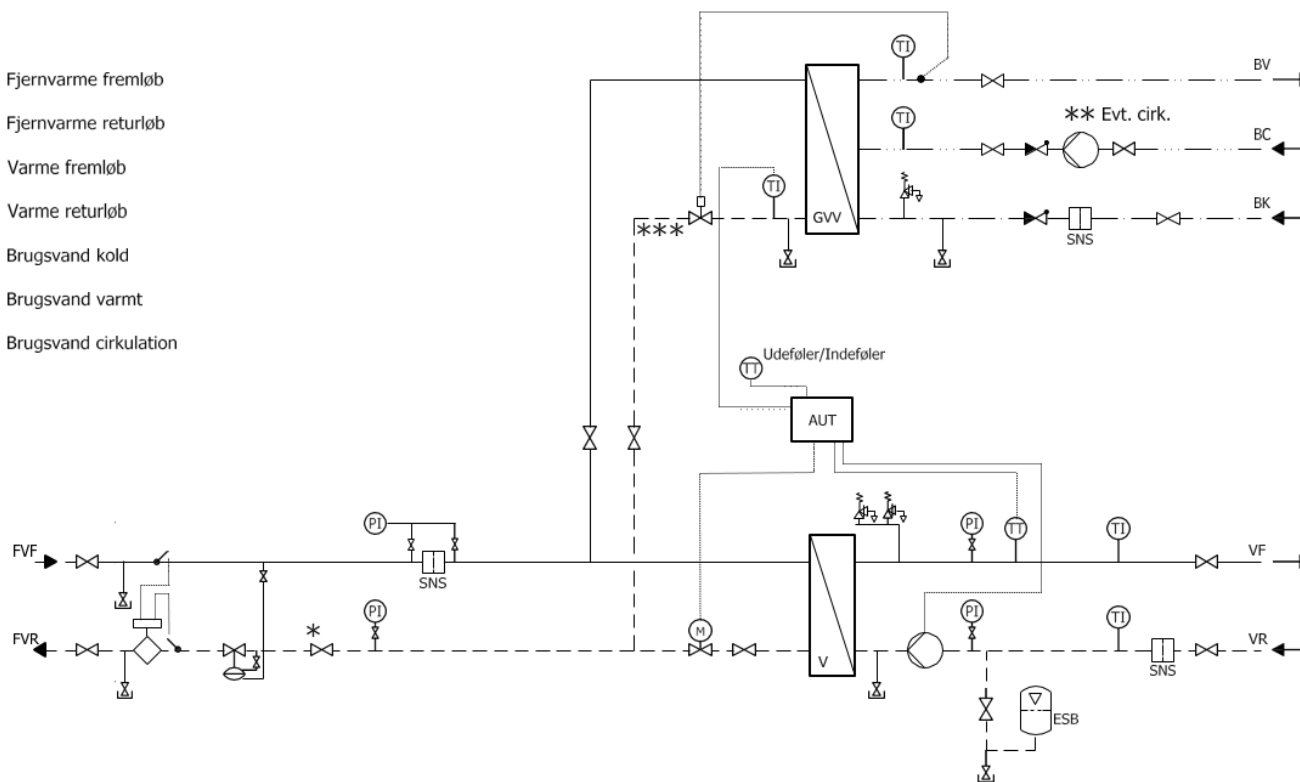 Fjernvarme fremløb
Fjernvarme returløb
Varme fremløb
Varme returløb
Brugsvand kold
Brugsvand varmt
Brugsvand cirkulation
TI
BV
TI
** Evt. cirk.
BC
TI
***
GVV
SNS
BK
Udeføler/Indeføler
TT
AUT
FVF
PI
SNS
PI
TT
TI
VF
FVR
*
PI
M
V
PI
TI
SNS
VR
ESB